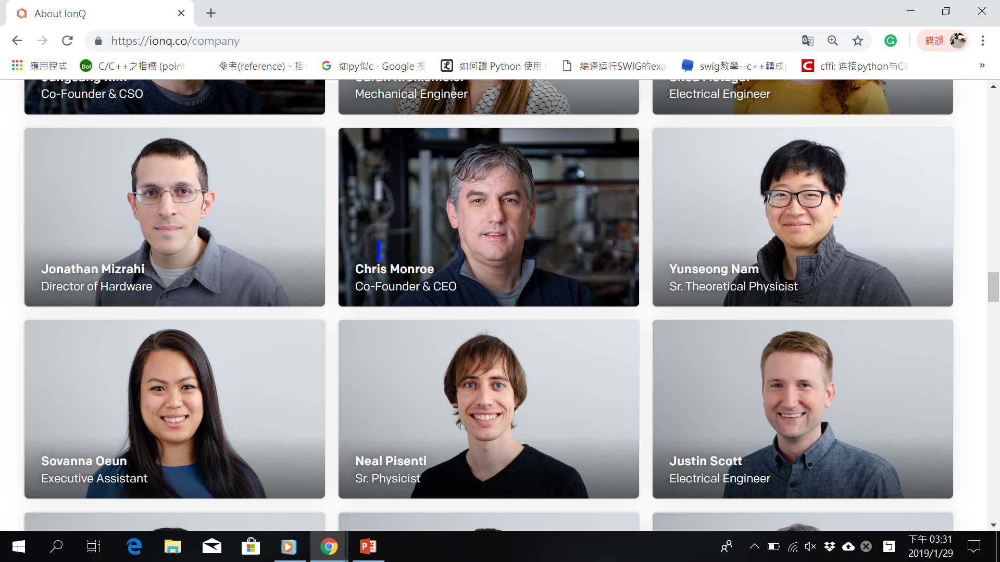 About IonQ
https://ionq.co/company
錯誤
應用程式
Dot
C/C++之指標 (point
參考(reference)、指
如py似c - Google 搜
如何讓 Python 使用
编译运行SWIG的exa
swig教學--c++轉成p
cffi: 连接python与C的
»
Jungsang Kim
Co-Founder & CSO
Mechanical Engineer
Electrical Engineer
Jonathan Mizrahi
Director of Hardware
Chris Monroe
Co-Founder & CEO
Yunseong Nam
Sr. Theoretical Physicist
Sovanna Oeun
Executive Assistant
Neal Pisenti
Sr. Physicist
Justin Scott
Electrical Engineer
下午 03:31
2019/1/29